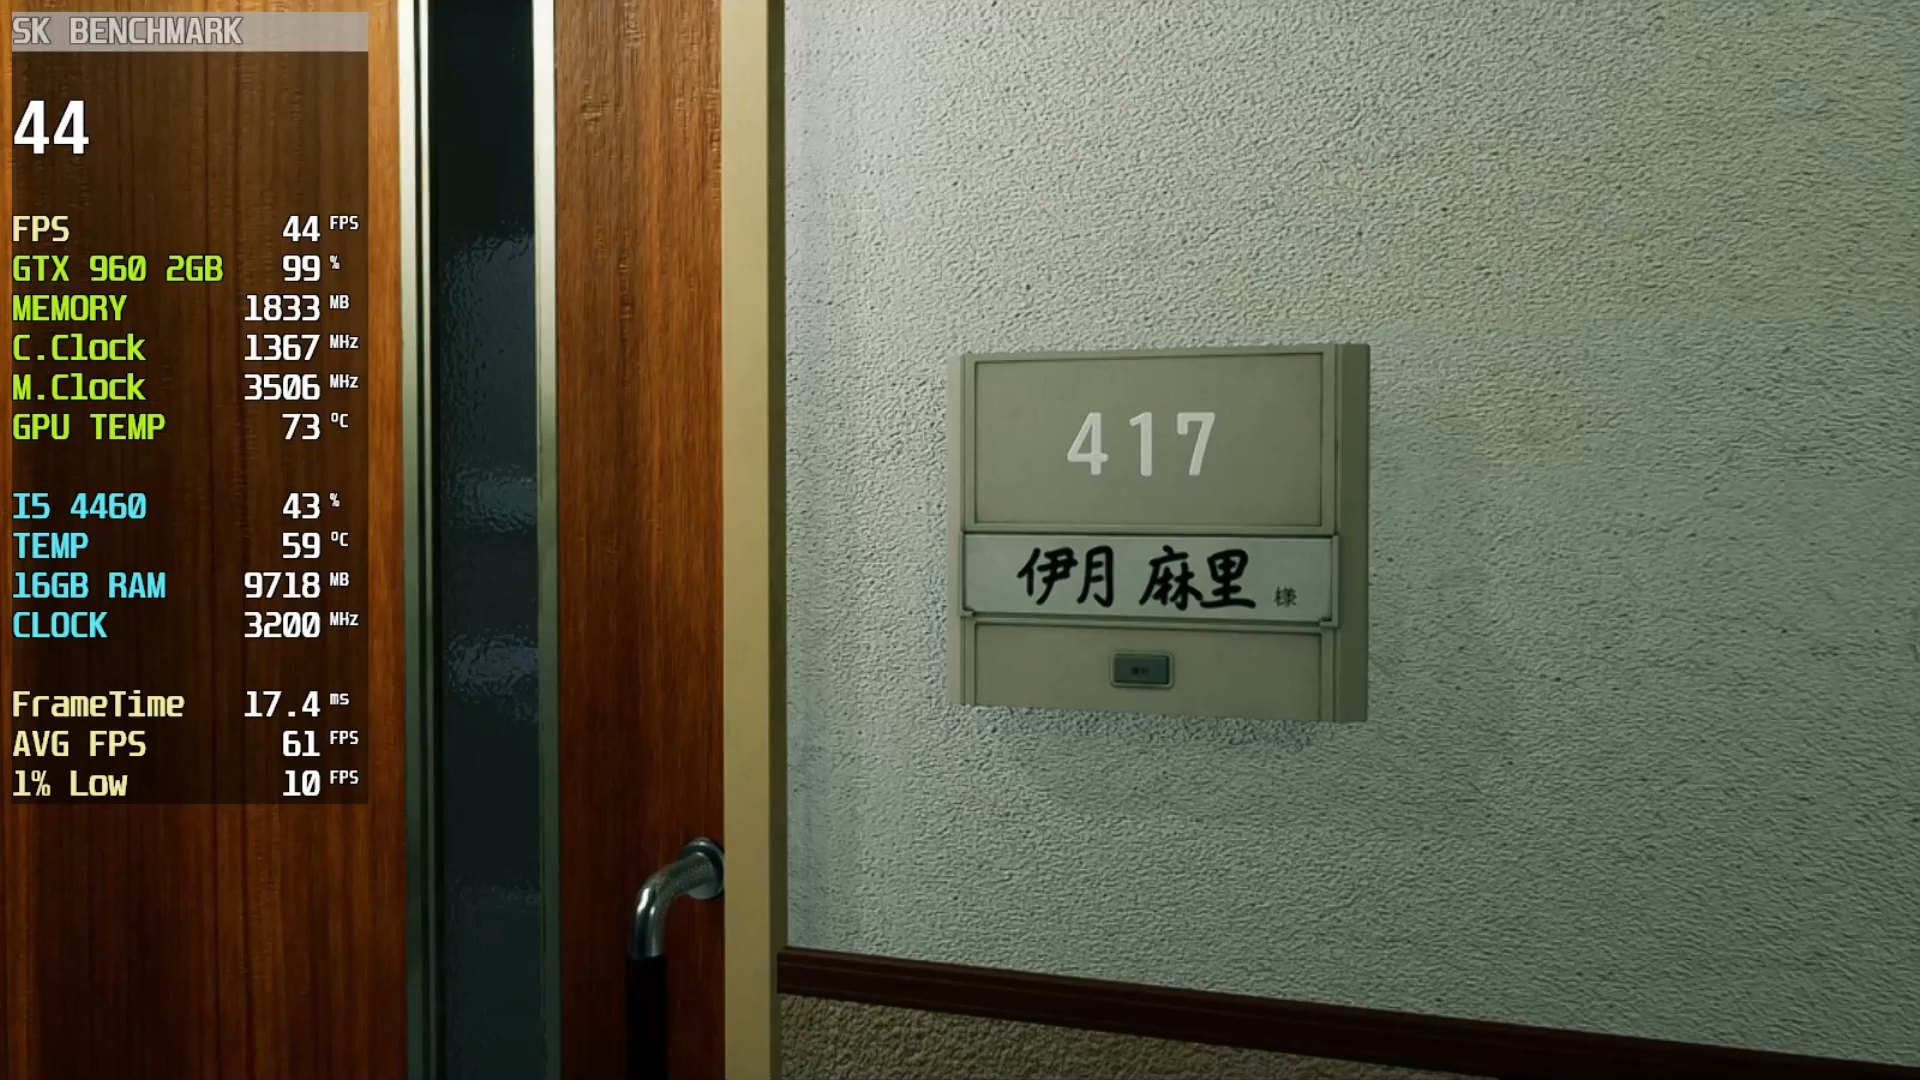 SK BENCHMARK
44
FPS 44 FPS
GTX 960 2GB 99 %
MEMORY 1833 MB
C.Clock 1367 MHz
M.Clock 3506 MHz
GPU TEMP 73 °C
I5 4460 43 %
TEMP 59 °C
16GB RAM 9718 MB
CLOCK 3200 MHz
FrameTime 17.4 ms
AVG FPS 61 FPS
1% Low 10 FPS
417
伊月 麻里 様